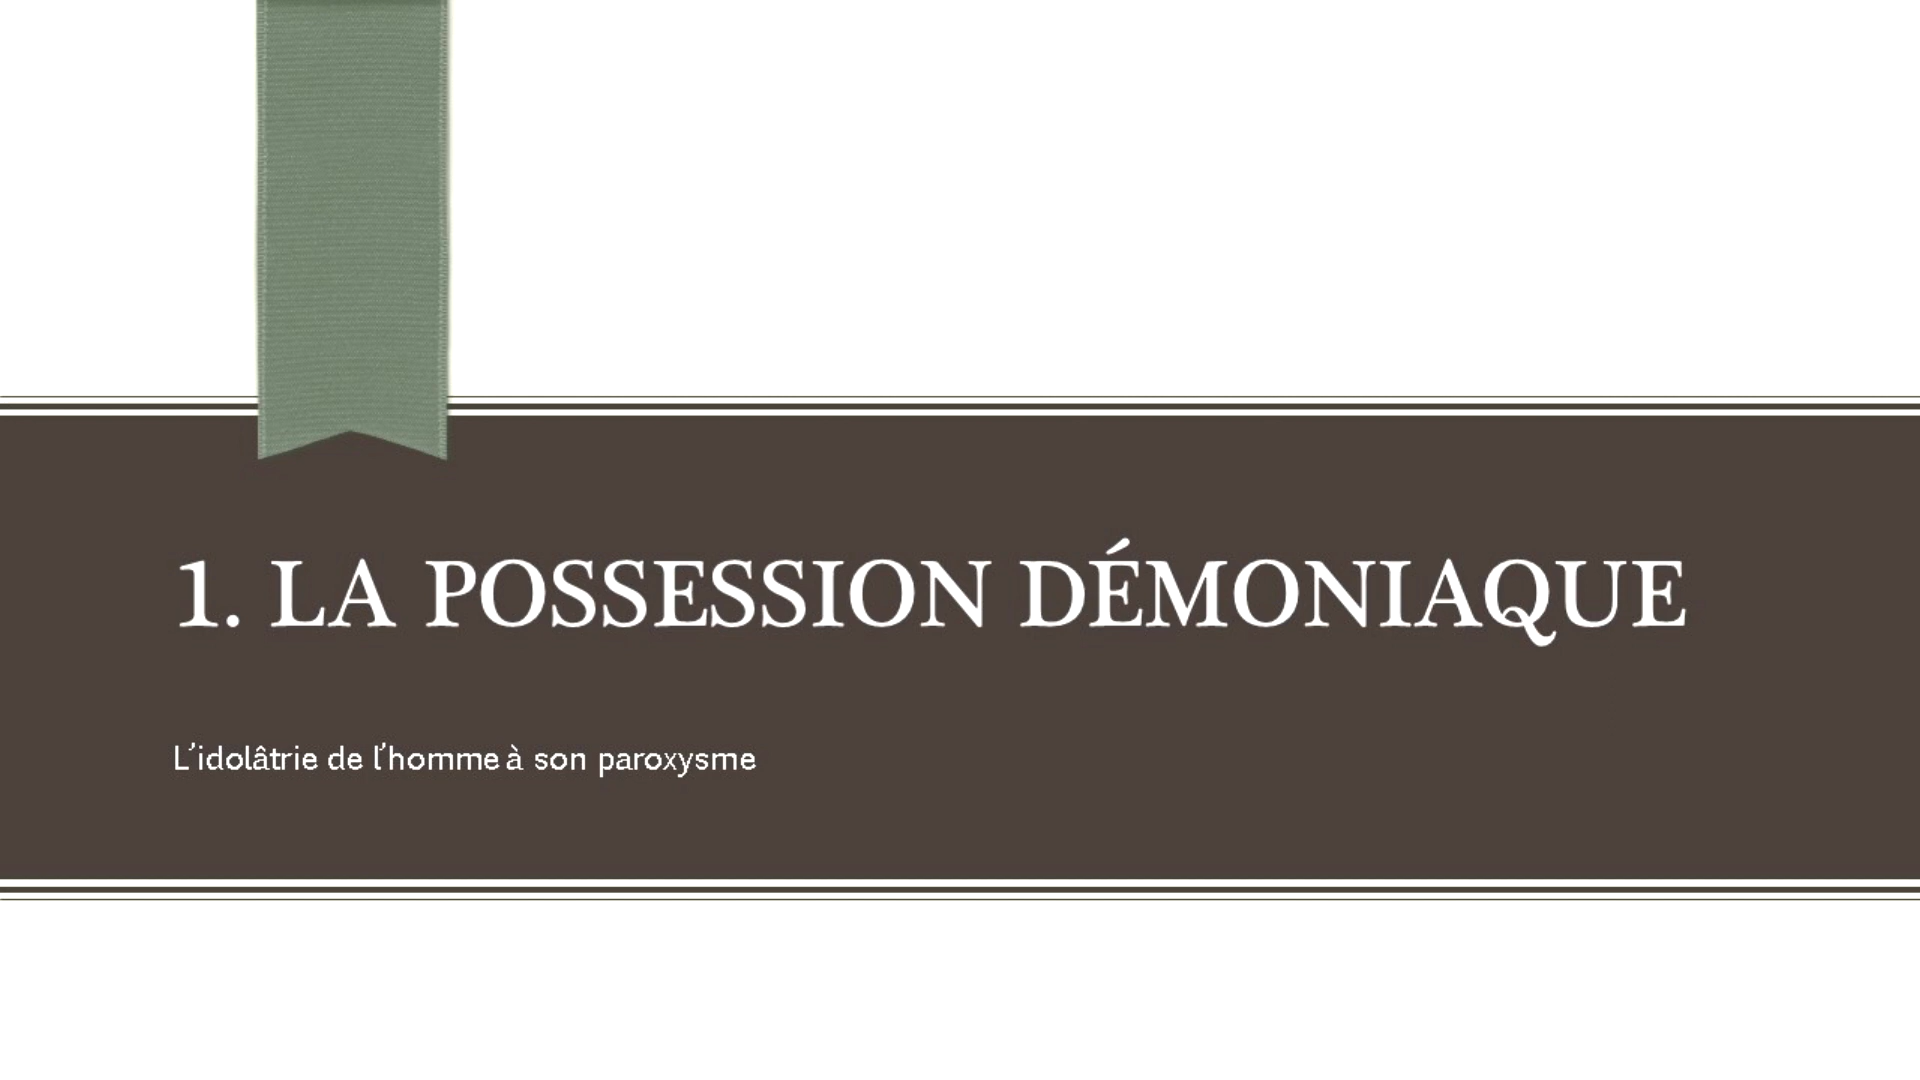 1. LA POSSESSION DÉMONIAQUE
L'idolâtrie de l'homme à son paroxysme